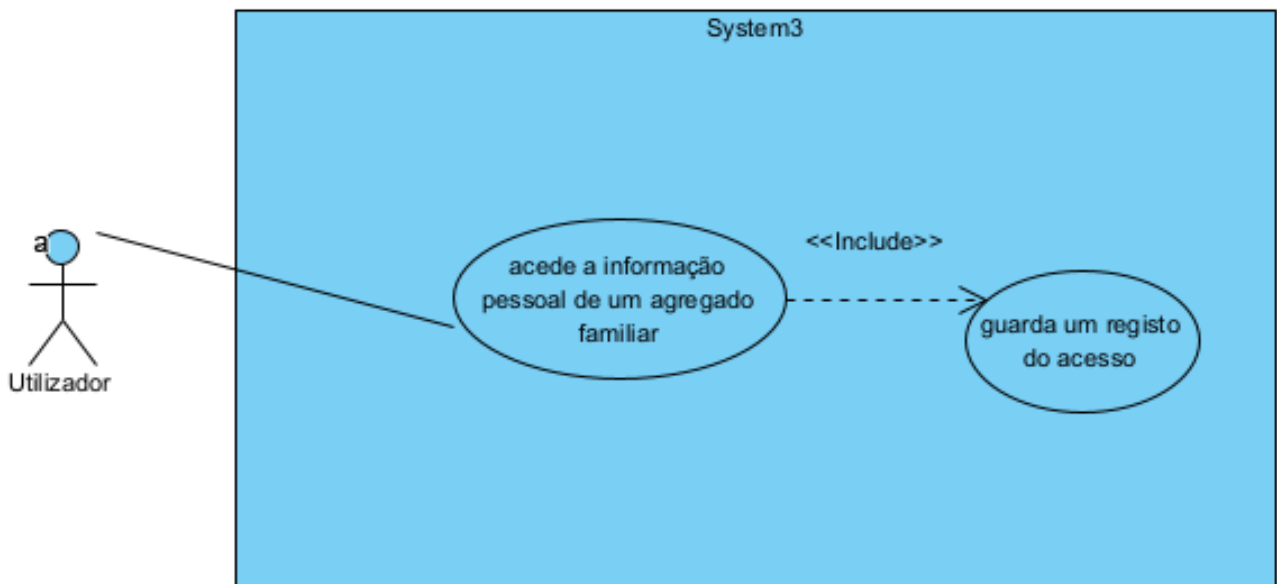 System3
a
Utilizador
acede a informação
pessoal de um agregado
familiar
<<Include>>
guarda um registo
do acesso